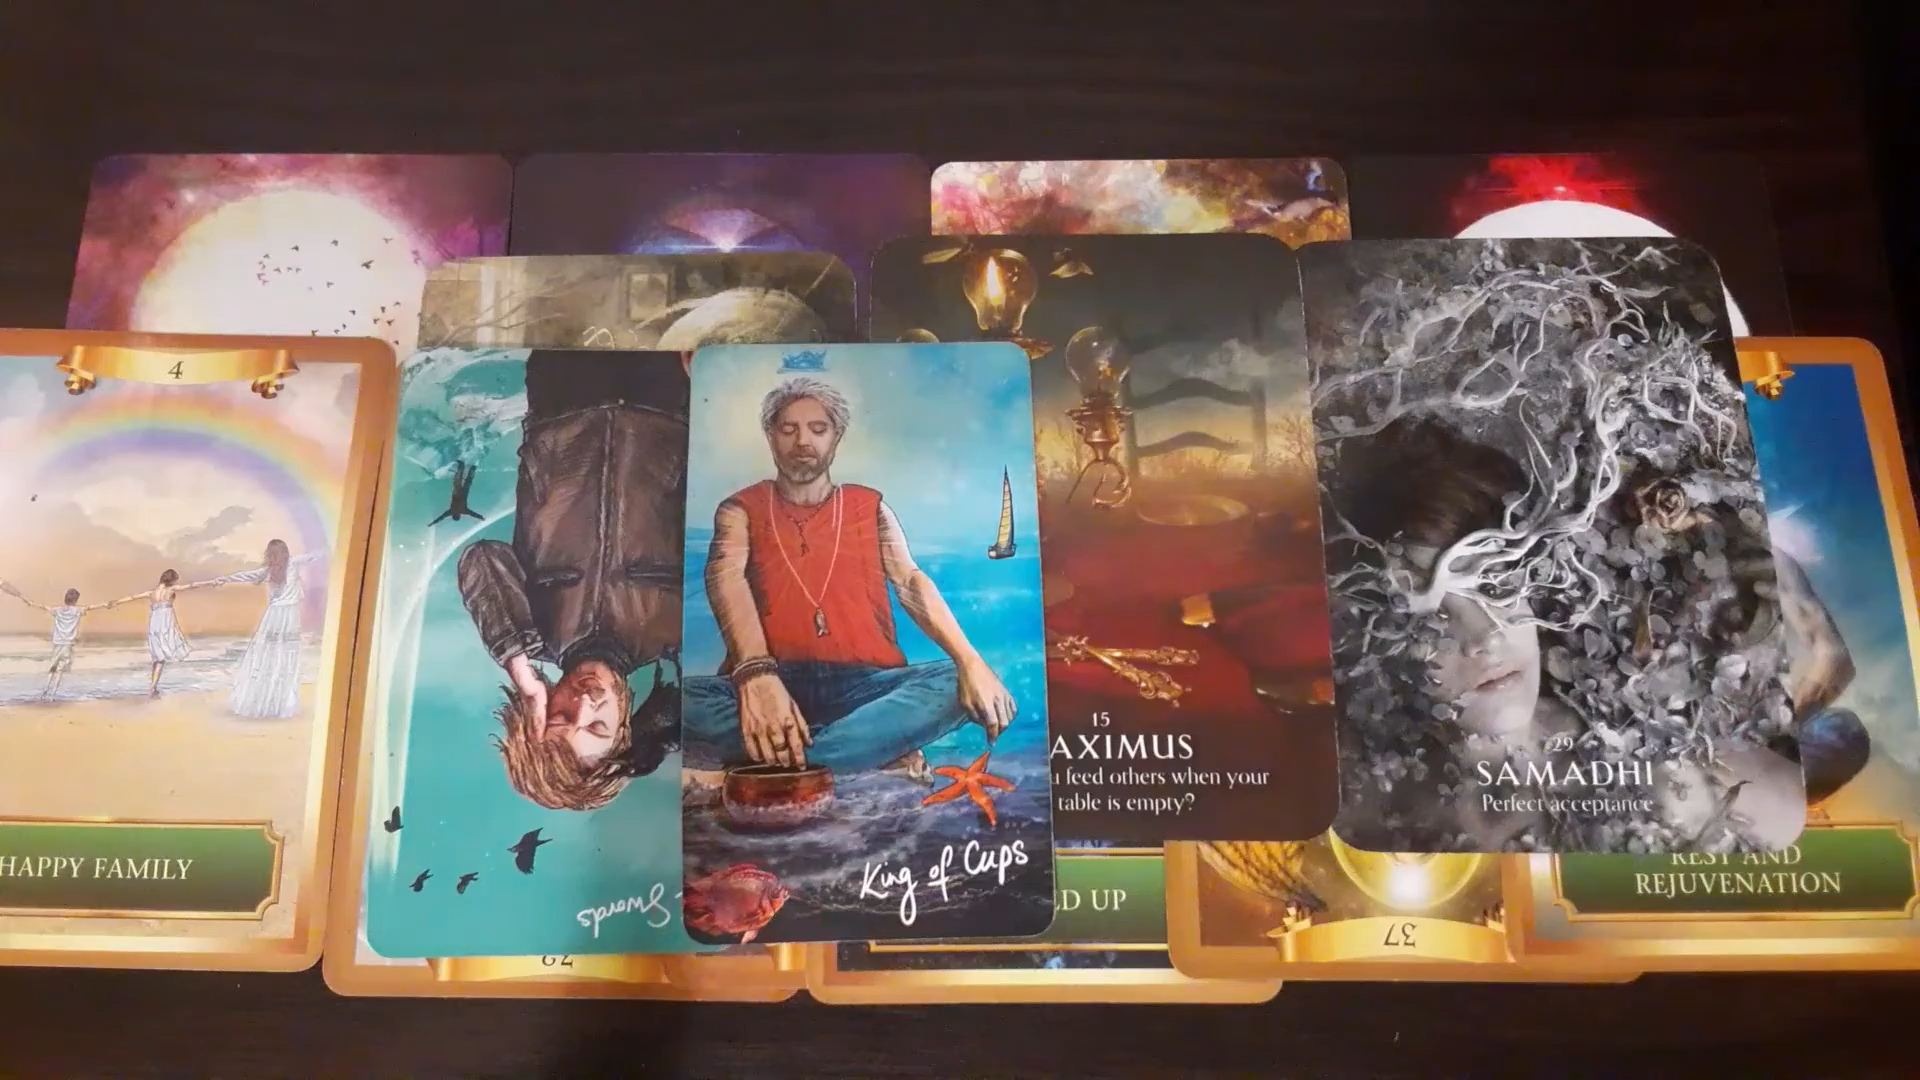 4
HAPPY FAMILY
Swords
King of Cups
15
AXIMUS
u feed others when your
table is empty?
29
SAMADHI
Perfect acceptance
LD UP
37
REST AND
REJUVENATION